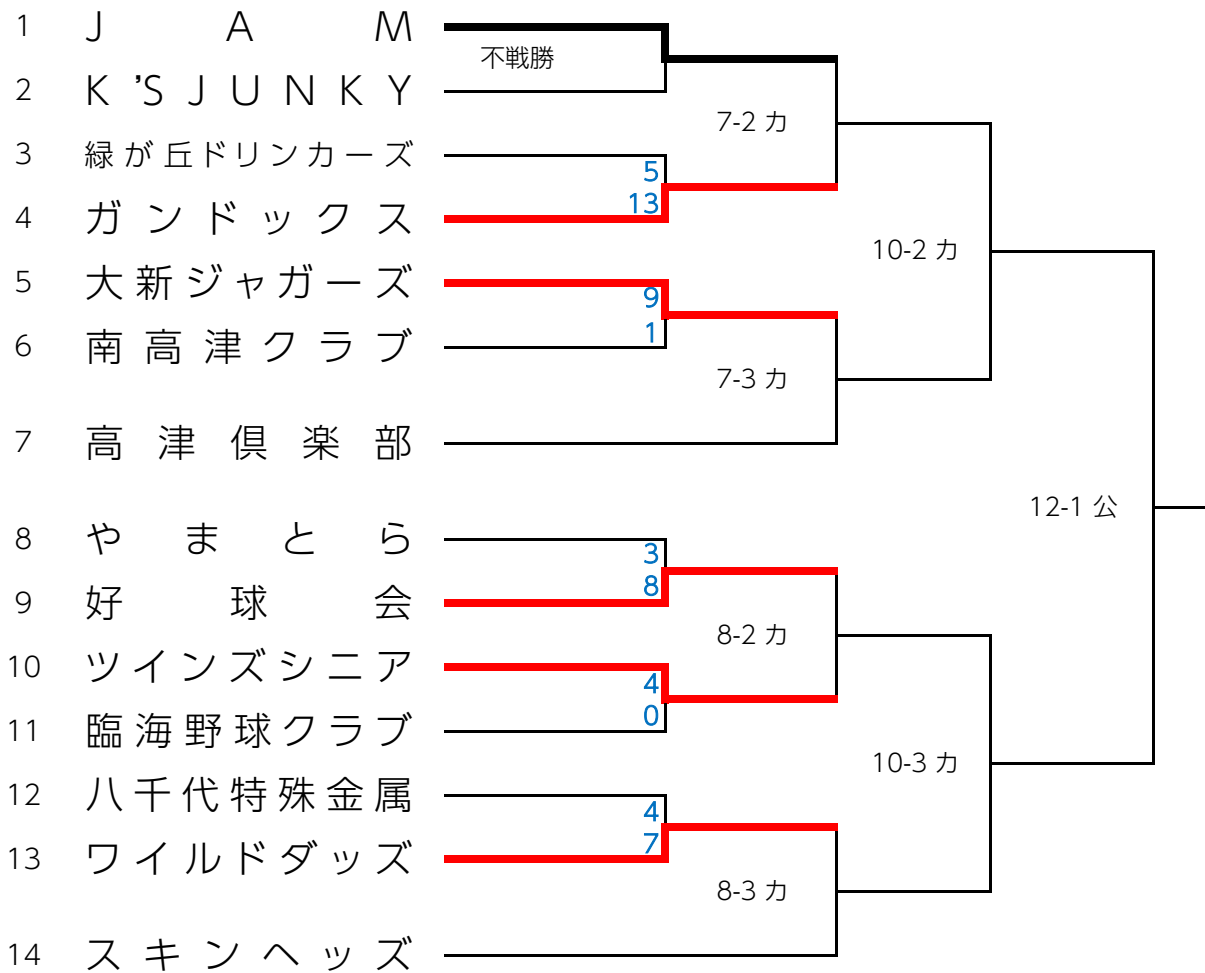 1 JAM
不戦勝
2 K'SJUNKY
7-2 カ
3 緑が丘ドリンカーズ
5
13
4 ガンドックス
10-2 カ
5 大新ジャガーズ
9
1
6 南高津クラブ
7-3 カ
7 高津倶楽部
12-1 公
8 やまとら
3
8
9 好球会
8-2 カ
10 ツインズシニア
4
0
11 臨海野球クラブ
10-3 カ
12 八千代特殊金属
4
7
13 ワイルドダッズ
8-3 カ
14 スキンヘッズ